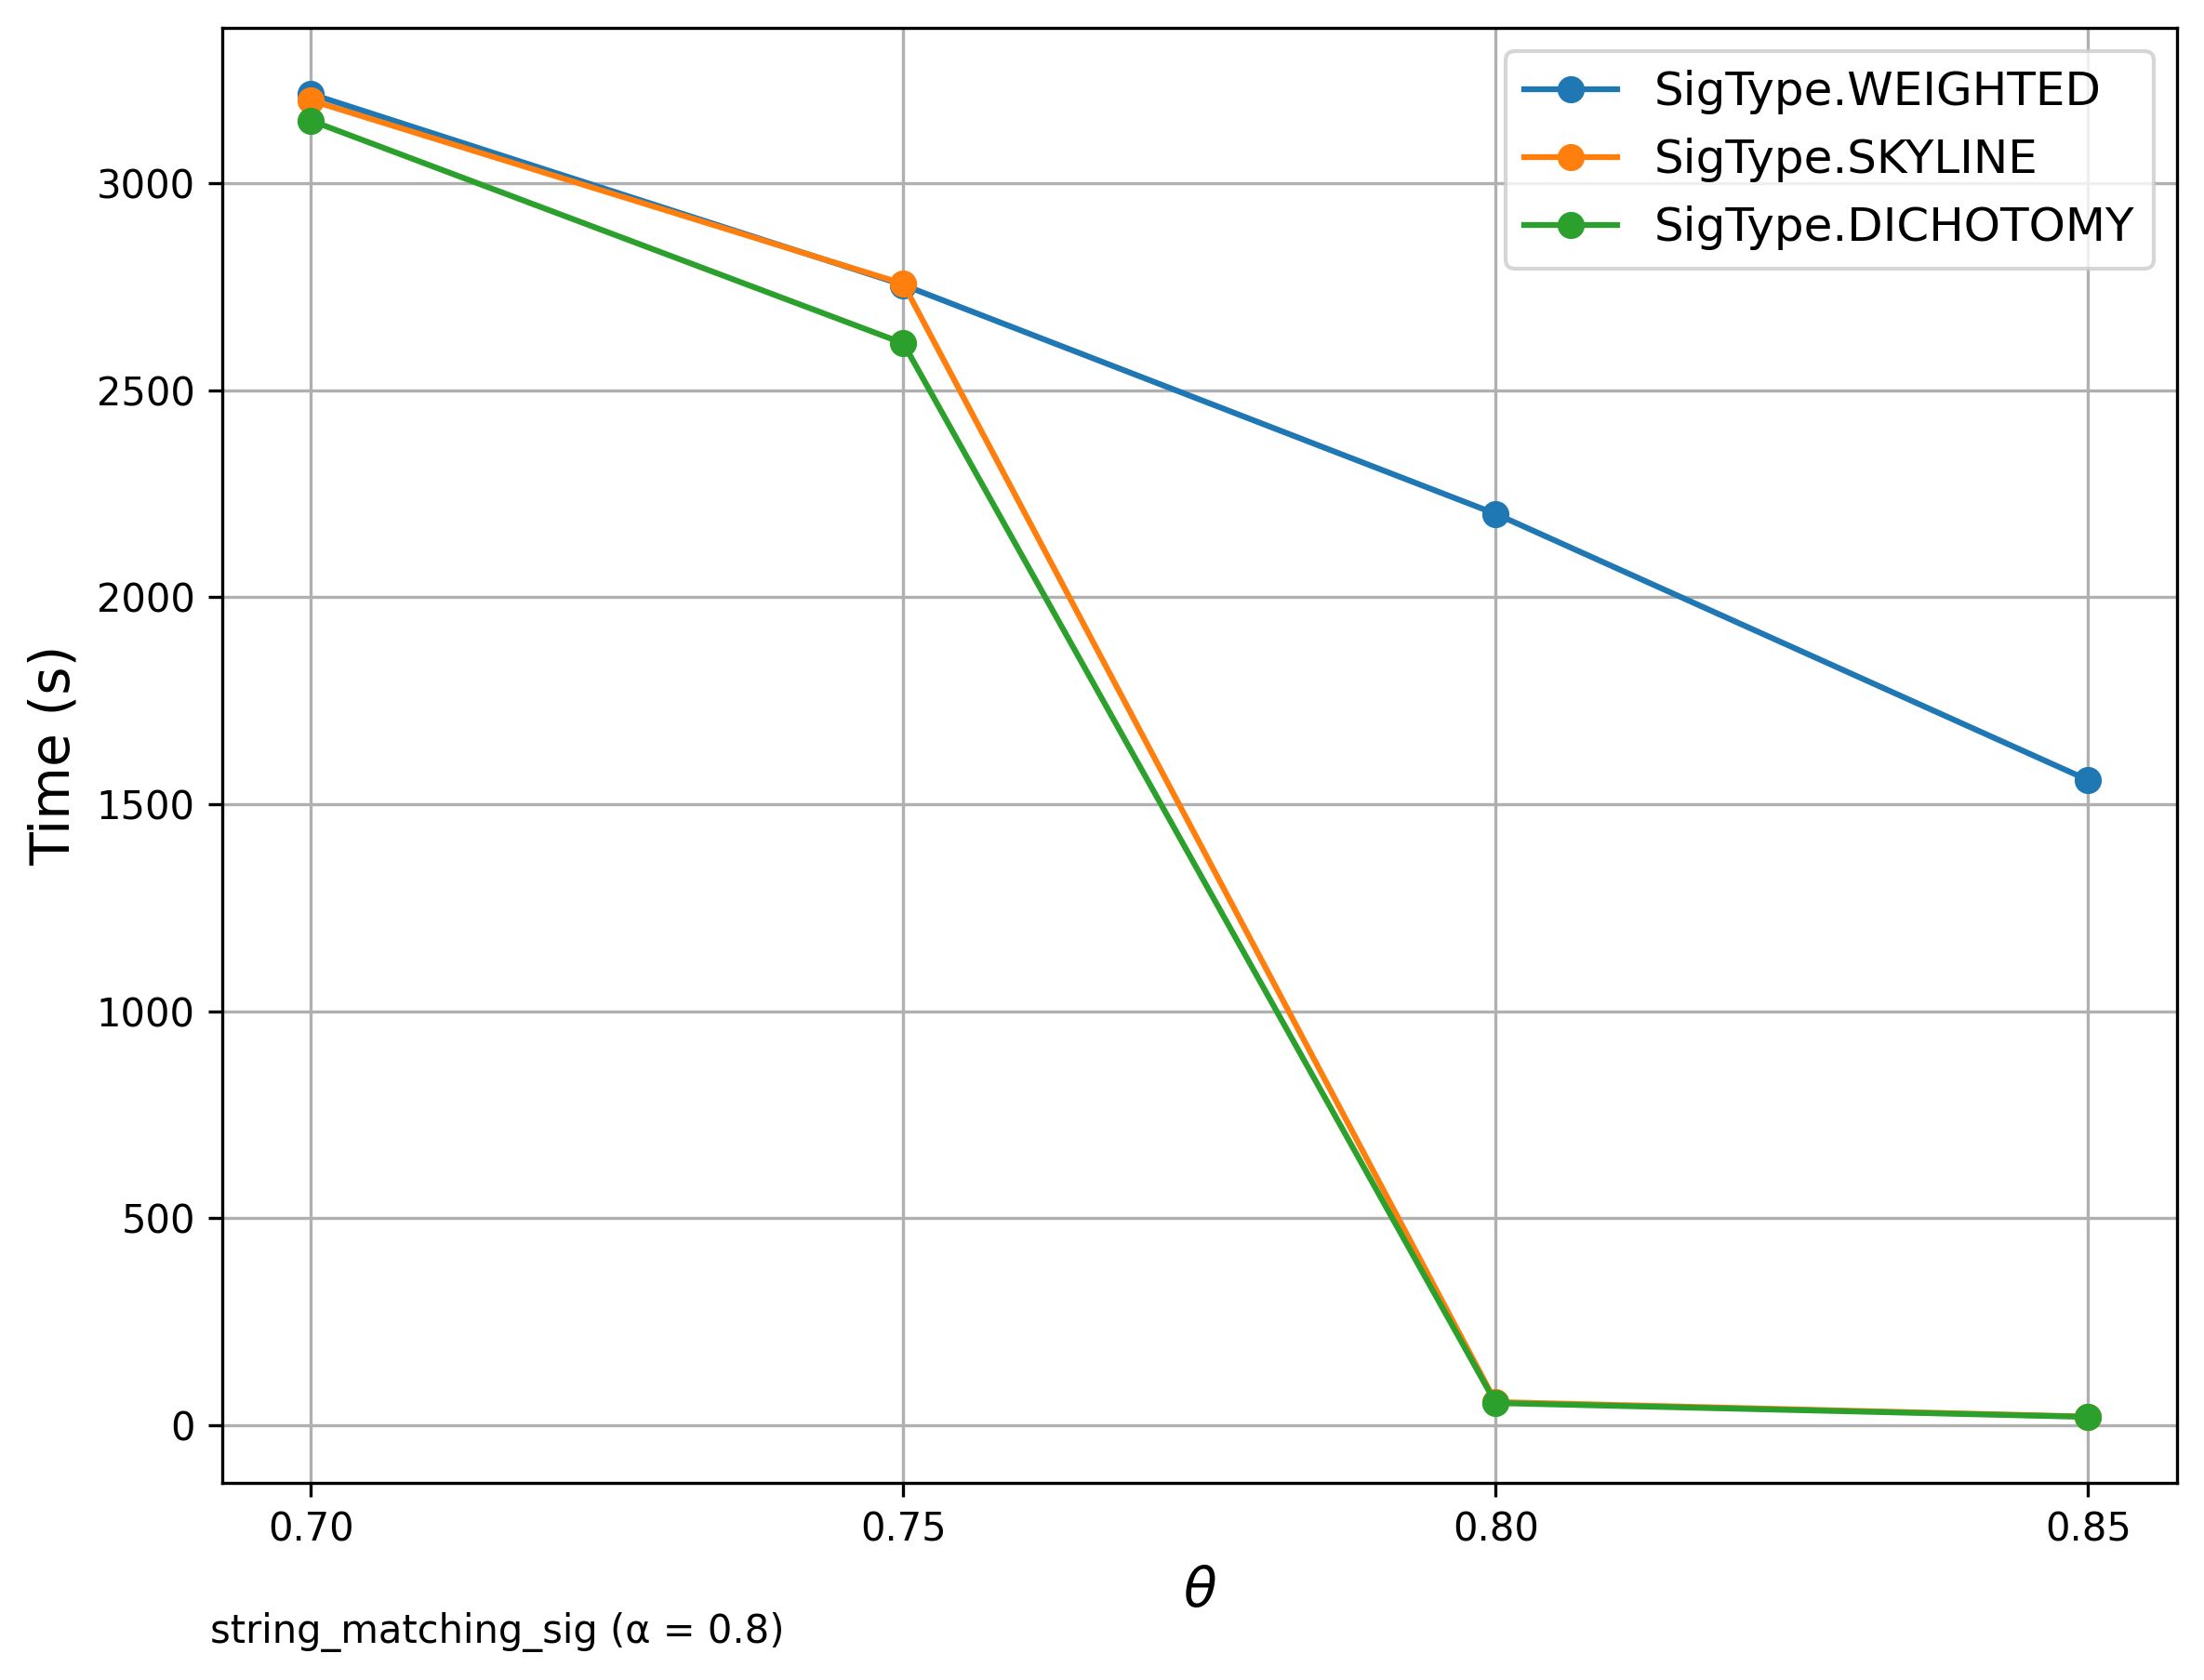 SigType.WEIGHTED
SigType.SKYLINE
SigType.DICHOTOMY
Time (s)
3000
2500
2000
1500
1000
500
0
0.70 0.75 0.80 0.85
θ
string_matching_sig (α = 0.8)